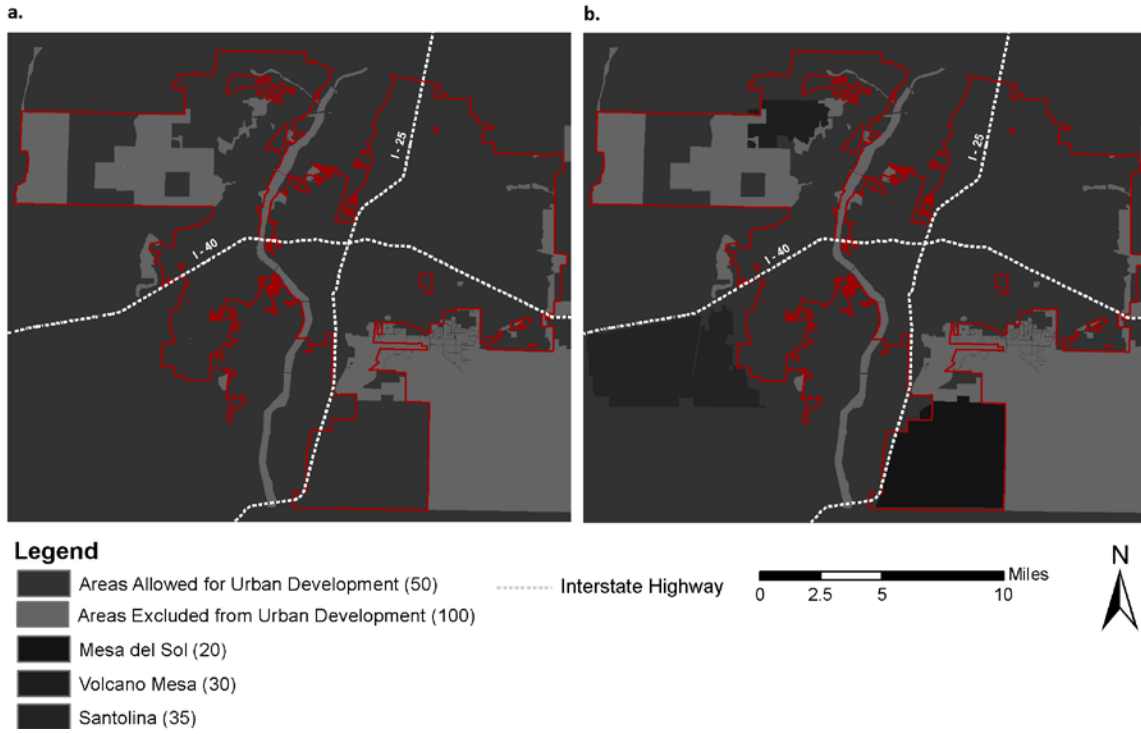 a.
b.
I - 25
I - 40
I - 25
I - 40
Legend
Areas Allowed for Urban Development (50)
Areas Excluded from Urban Development (100)
Mesa del Sol (20)
Volcano Mesa (30)
Santolina (35)
Interstate Highway
Miles
0 2.5 5 10
N